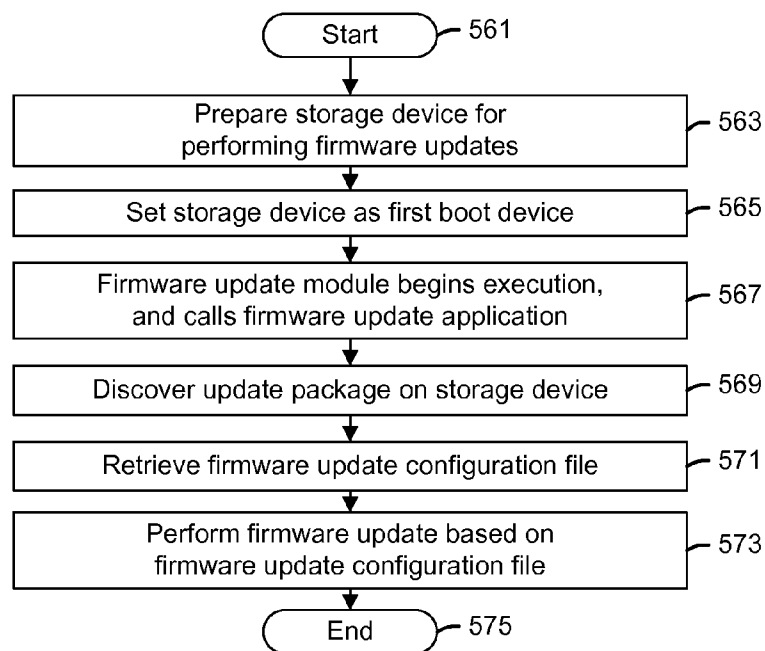 Start
561
Prepare storage device for
performing firmware updates
563
Set storage device as first boot device
565
Firmware update module begins execution,
and calls firmware update application
567
Discover update package on storage device
569
Retrieve firmware update configuration file
571
Perform firmware update based on
firmware update configuration file
573
End
575